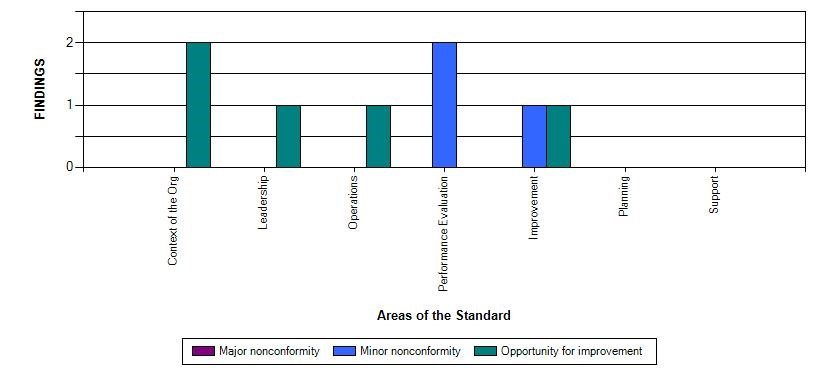 FINDINGS
2
1
0
Context of the Org
Leadership
Operations
Performance Evaluation
Improvement
Planning
Support
Areas of the Standard
Major nonconformity Minor nonconformity Opportunity for improvement